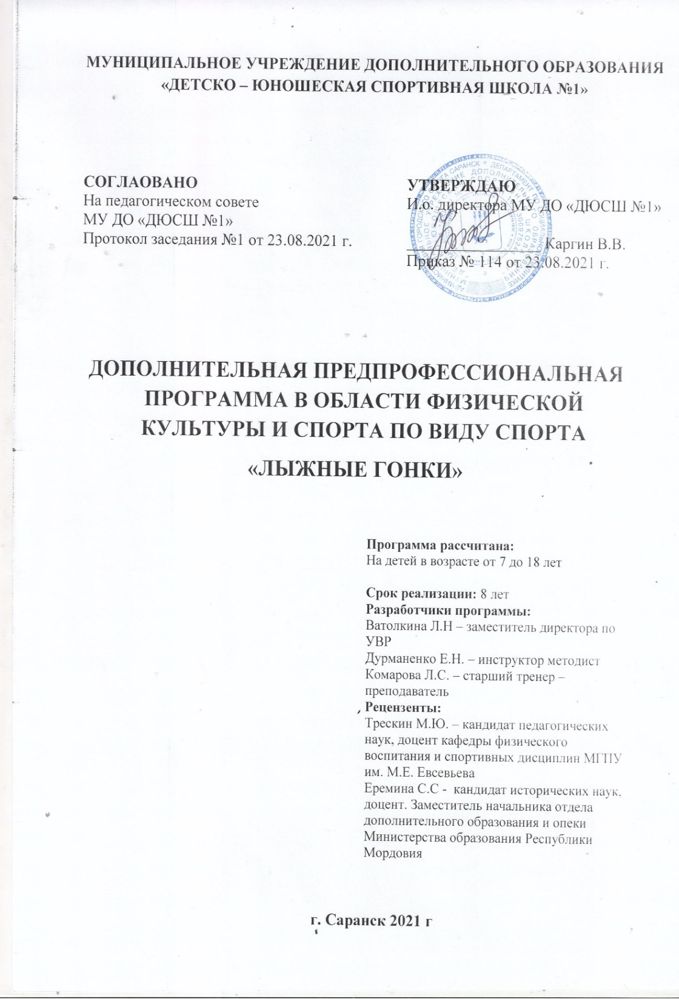 МУНИЦИПАЛЬНОЕ УЧРЕЖДЕНИЕ ДОПОЛНИТЕЛЬНОГО ОБРАЗОВАНИЯ
«ДЕТСКО – ЮНОШЕСКАЯ СПОРТИВНАЯ ШКОЛА №1»
СОГЛАОВАНО
На педагогическом совете
МУ ДО «ДЮСШ №1»
Протокол заседания №1 от 23.08.2021 г.
УТВЕРЖДАЮ
И.о. директора МУ ДО «ДЮСШ №1»
Каргин В.В.
Приказ № 114 от 23.08.2021 г.
ДОПОЛНИТЕЛЬНАЯ ПРЕДПРОФЕССИОНАЛЬНАЯ
ПРОГРАММА В ОБЛАСТИ ФИЗИЧЕСКОЙ
КУЛЬТУРЫ И СПОРТА ПО ВИДУ СПОРТА
«ЛЫЖНЫЕ ГОНКИ»
Программа рассчитана:
На детей в возрасте от 7 до 18 лет
Срок реализации: 8 лет
Разработчики программы:
Ватолкина Л.Н – заместитель директора по
УВР
Дурманенко Е.Н. – инструктор методист
Комарова Л.С. – старший тренер –
преподаватель
Рецензенты:
Трескин М.Ю. – кандидат педагогических
наук, доцент кафедры физического
воспитания и спортивных дисциплин МГПУ
им. М.Е. Евсевьева
Еремина С.С - кандидат исторических наук,
доцент. Заместитель начальника отдела
дополнительного образования и опеки
Министерства образования Республики
Мордовия
г. Саранск 2021 г